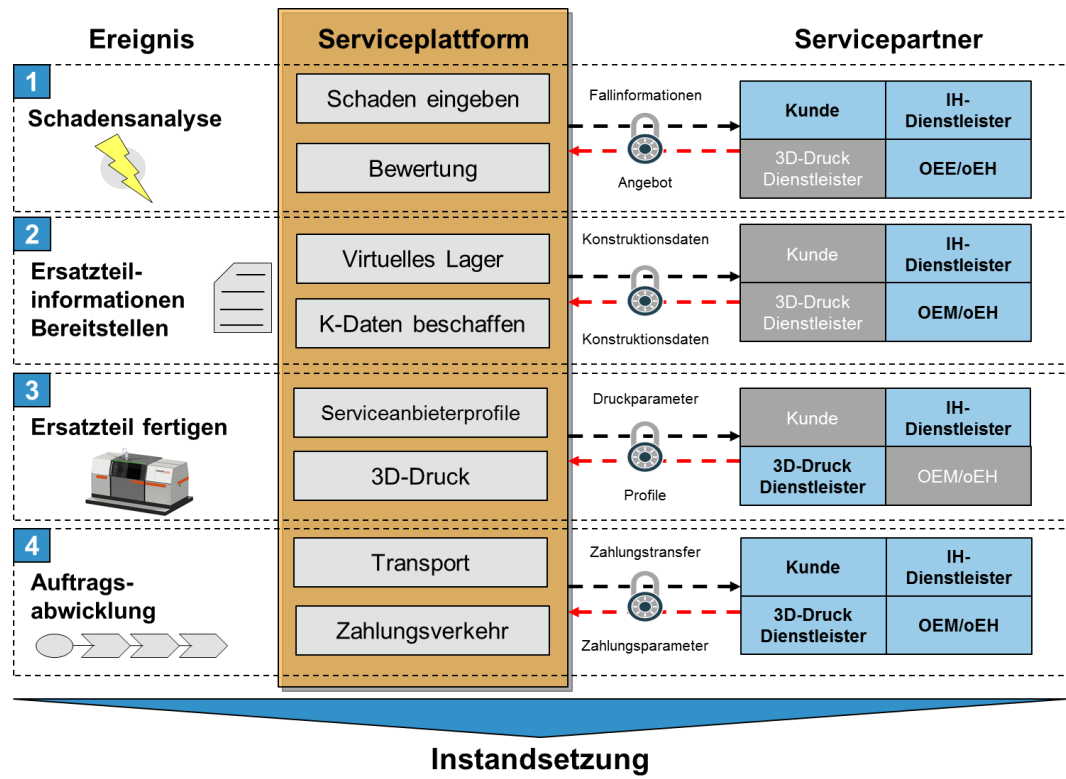 Ereignis
Serviceplattform
Servicepartner
1
Schadensanalyse
Schaden eingeben
Bewertung
Fallinformationen
Angebot
Kunde
IH-
Dienstleister
3D-Druck
Dienstleister
OEE/oEH
2
Ersatzteil-
informationen
Bereitstellen
Virtuelles Lager
K-Daten beschaffen
Konstruktionsdaten
Konstruktionsdaten
Kunde
IH-
Dienstleister
3D-Druck
Dienstleister
OEM/oEH
3
Ersatzteil fertigen
Serviceanbieterprofile
3D-Druck
Druckparameter
Profile
Kunde
IH-
Dienstleister
3D-Druck
Dienstleister
OEM/oEH
4
Auftrags-
abwicklung
Transport
Zahlungsverkehr
Zahlungstransfer
Zahlungsparameter
Kunde
IH-
Dienstleister
3D-Druck
Dienstleister
OEM/oEH
Instandsetzung